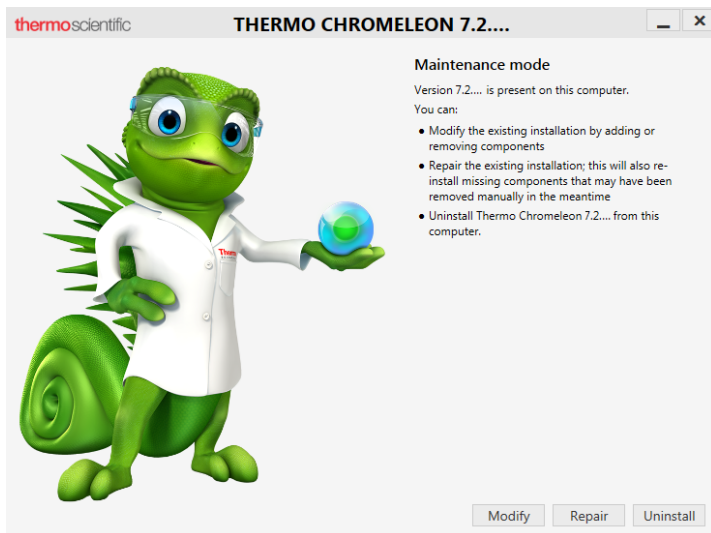 thermoscientific
THERMO CHROMELEON 7.2....
Maintenance mode
Version 7.2.... is present on this computer.
You can:
• Modify the existing installation by adding or
removing components
• Repair the existing installation; this will also re-
install missing components that may have been
removed manually in the meantime
• Uninstall Thermo Chromeleon 7.2.... from this
computer.
Thermo
Modify Repair Uninstall